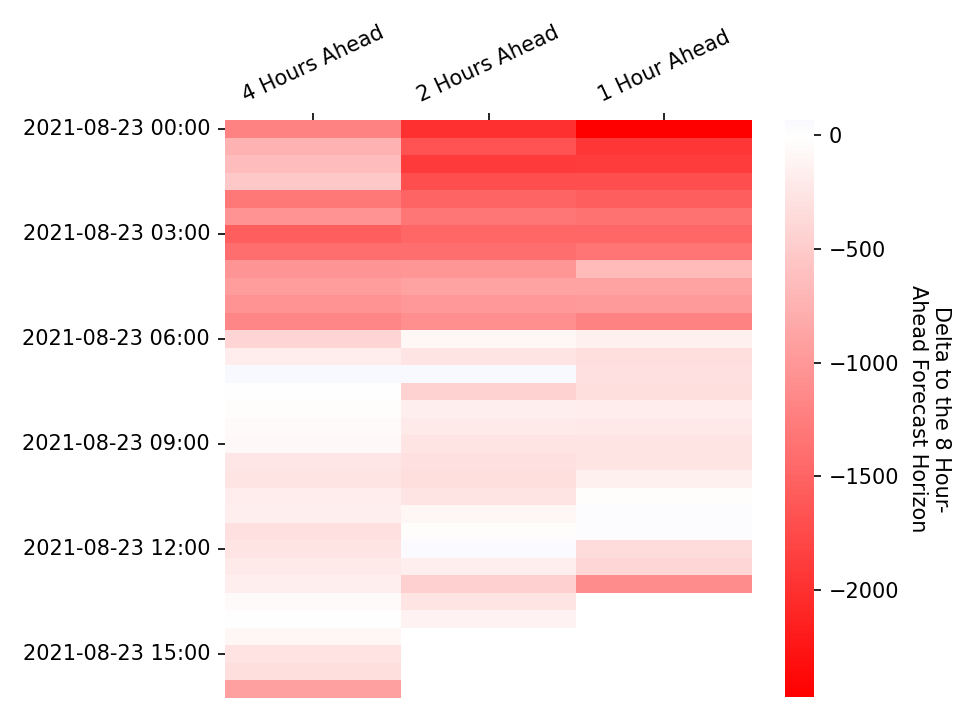 4 Hours Ahead
2 Hours Ahead
1 Hour Ahead
2021-08-23 00:00
2021-08-23 03:00
2021-08-23 06:00
2021-08-23 09:00
2021-08-23 12:00
2021-08-23 15:00
0
−500
−1000
−1500
−2000
Delta to the 8 Hour-
Ahead Forecast Horizon